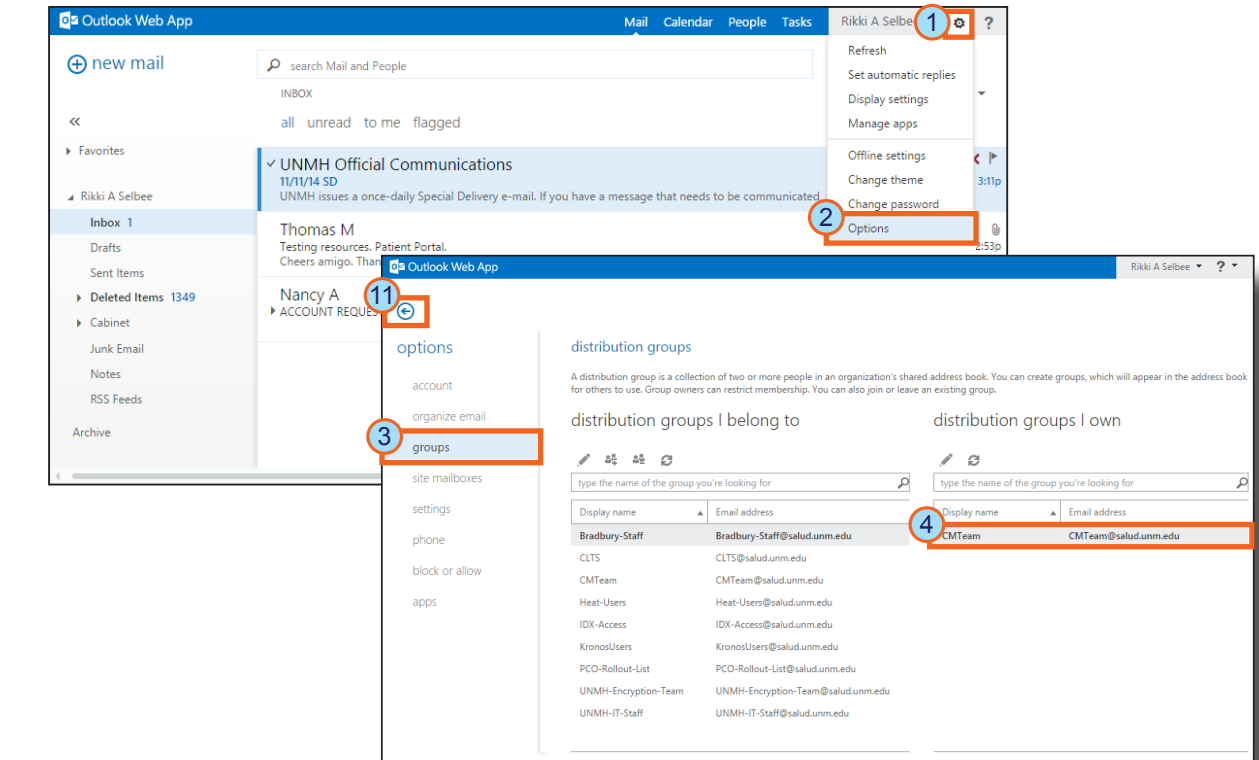 Outlook Web App
Mail Calendar People Tasks Rikki A Selbe 1 ?
new mail
search Mail and People
INBOX
all unread to me flagged
Refresh
Set automatic replies
Display settings
Manage apps
Offline settings
Change theme
Change password
2 Options
Favorites
Rikki A Selbee
Inbox 1
Drafts
Sent Items
Deleted Items 1349
Cabinet
Junk Email
Notes
RSS Feeds
Archive
UNMH Official Communications
11/11/14 SD
3:11p
UNMH issues a once-daily Special Delivery e-mail. If you have a message that needs to be communicated
Thomas M
Testing resources. Patient Portal.
2:53p
Cheers amigo. Than
Nancy A
ACCOUNT REQUES
Outlook Web App
Rikki A Selbee ?
11
options
account
organize email
3 groups
site mailboxes
settings
phone
block or allow
apps
distribution groups
A distribution group is a collection of two or more people in an organization's shared address book. You can create groups, which will appear in the address book
for others to use. Group owners can restrict membership. You can also join or leave an existing group.
distribution groups I belong to
type the name of the group you're looking for
Display name Email address
Bradbury-Staff Bradbury-Staff@salud.unm.edu
CLTS CLTS@salud.unm.edu
CMTeam CMTeam@salud.unm.edu
Heat-Users Heat-Users@salud.unm.edu
IDX-Access IDX-Access@salud.unm.edu
KronosUsers KronosUsers@salud.unm.edu
PCO-Rollout-List PCO-Rollout-List@salud.unm.edu
UNMH-Encryption-Team UNMH-Encryption-Team@salud.unm.edu
UNMH-IT-Staff UNMH-IT-Staff@salud.unm.edu
distribution groups I own
type the name of the group you're looking for
Display name Email address
4 CMTeam CMTeam@salud.unm.edu